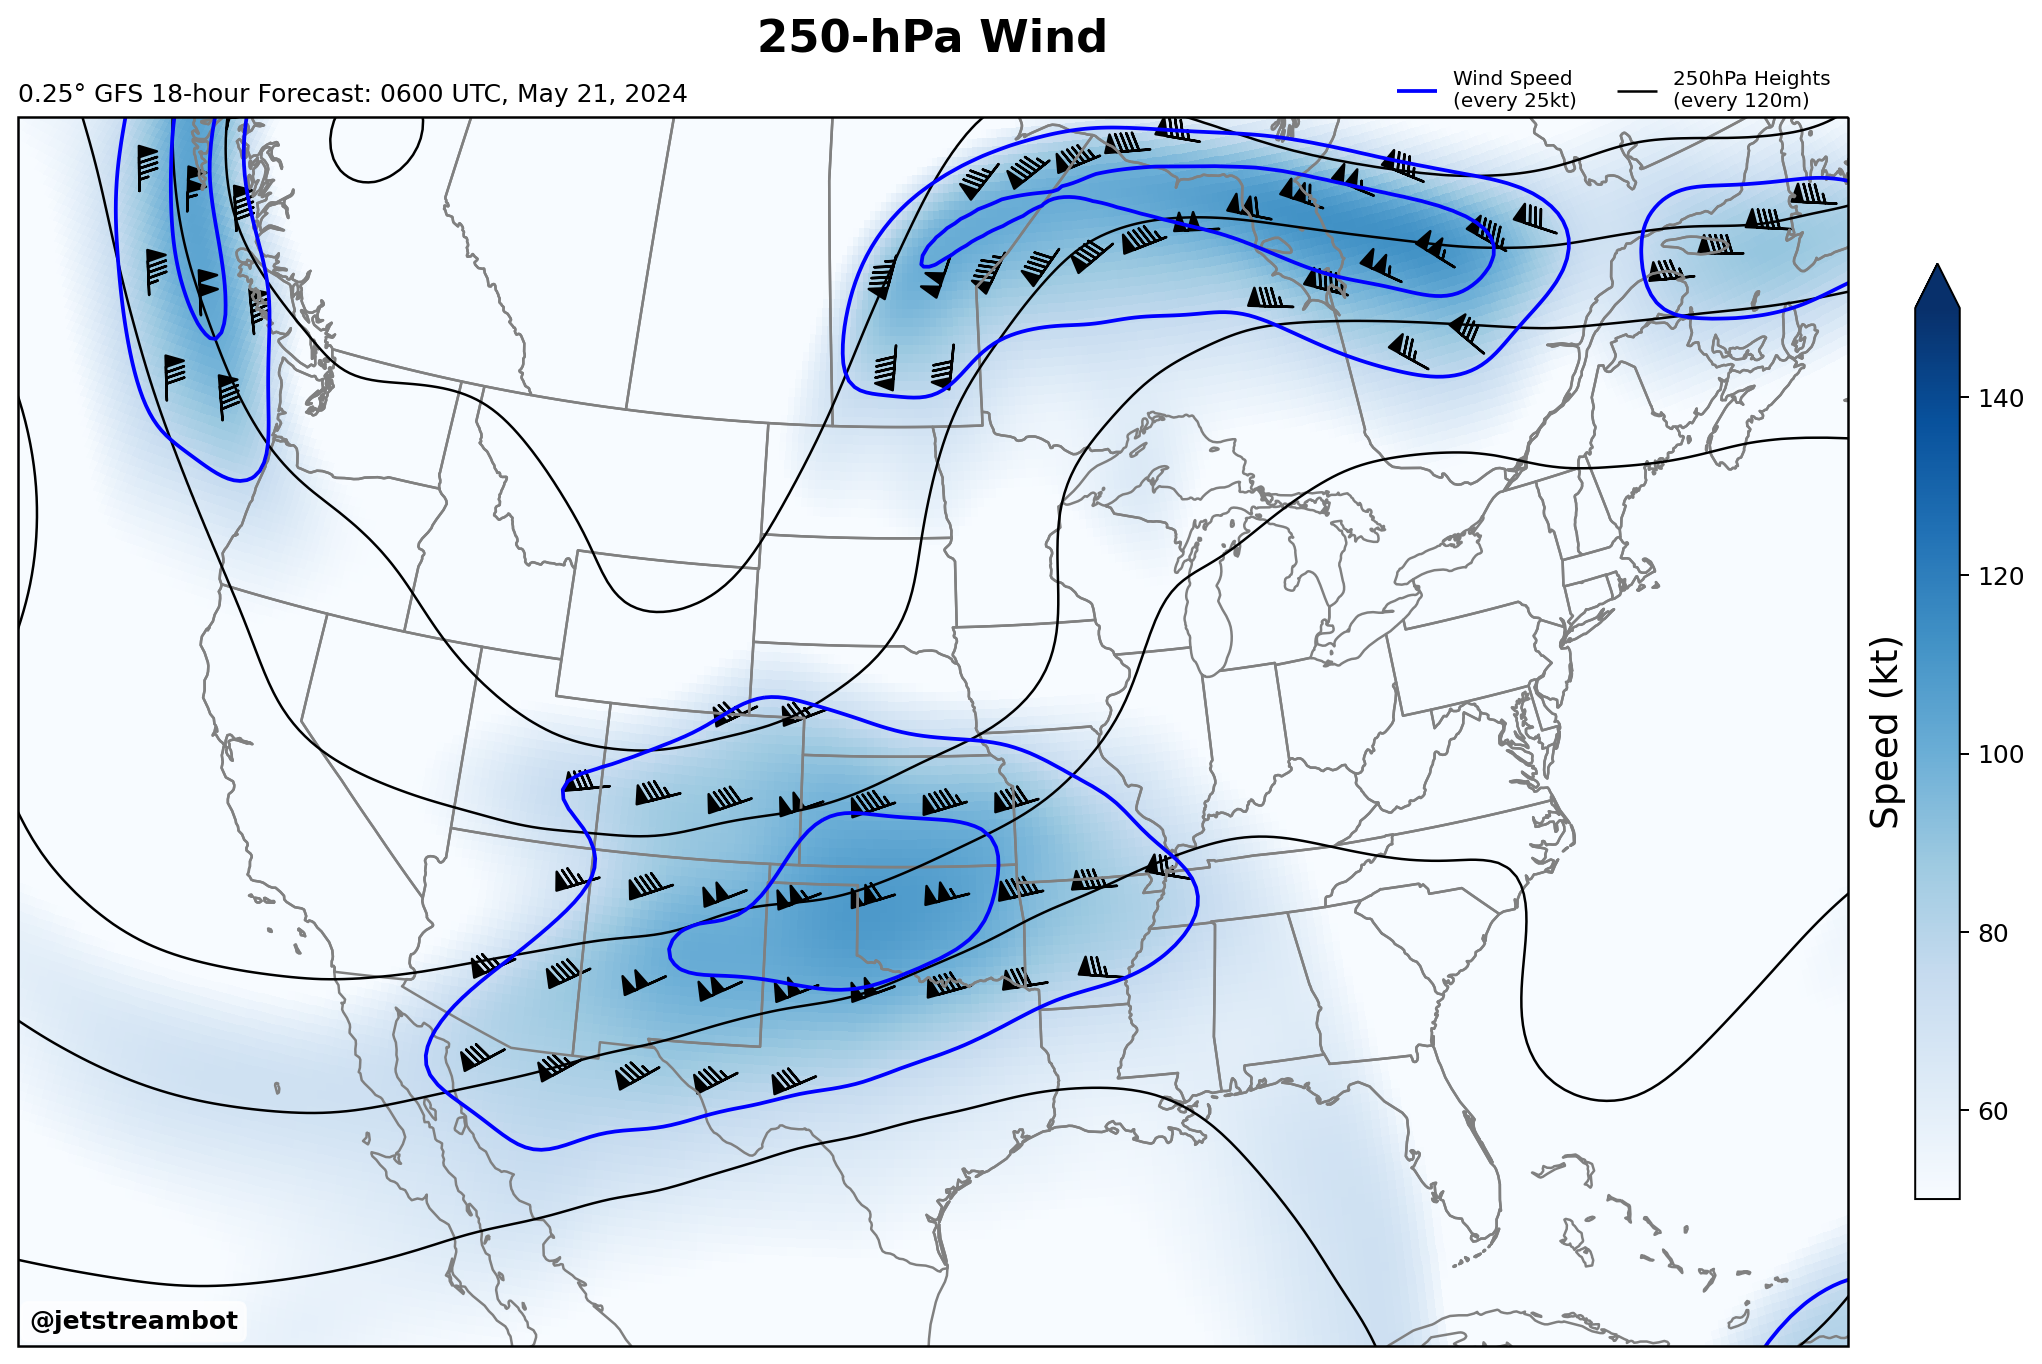 250-hPa Wind
0.25° GFS 18-hour Forecast: 0600 UTC, May 21, 2024
Wind Speed
(every 25kt)
250hPa Heights
(every 120m)
140
120
100
80
60
Speed (kt)
@jetstreambot